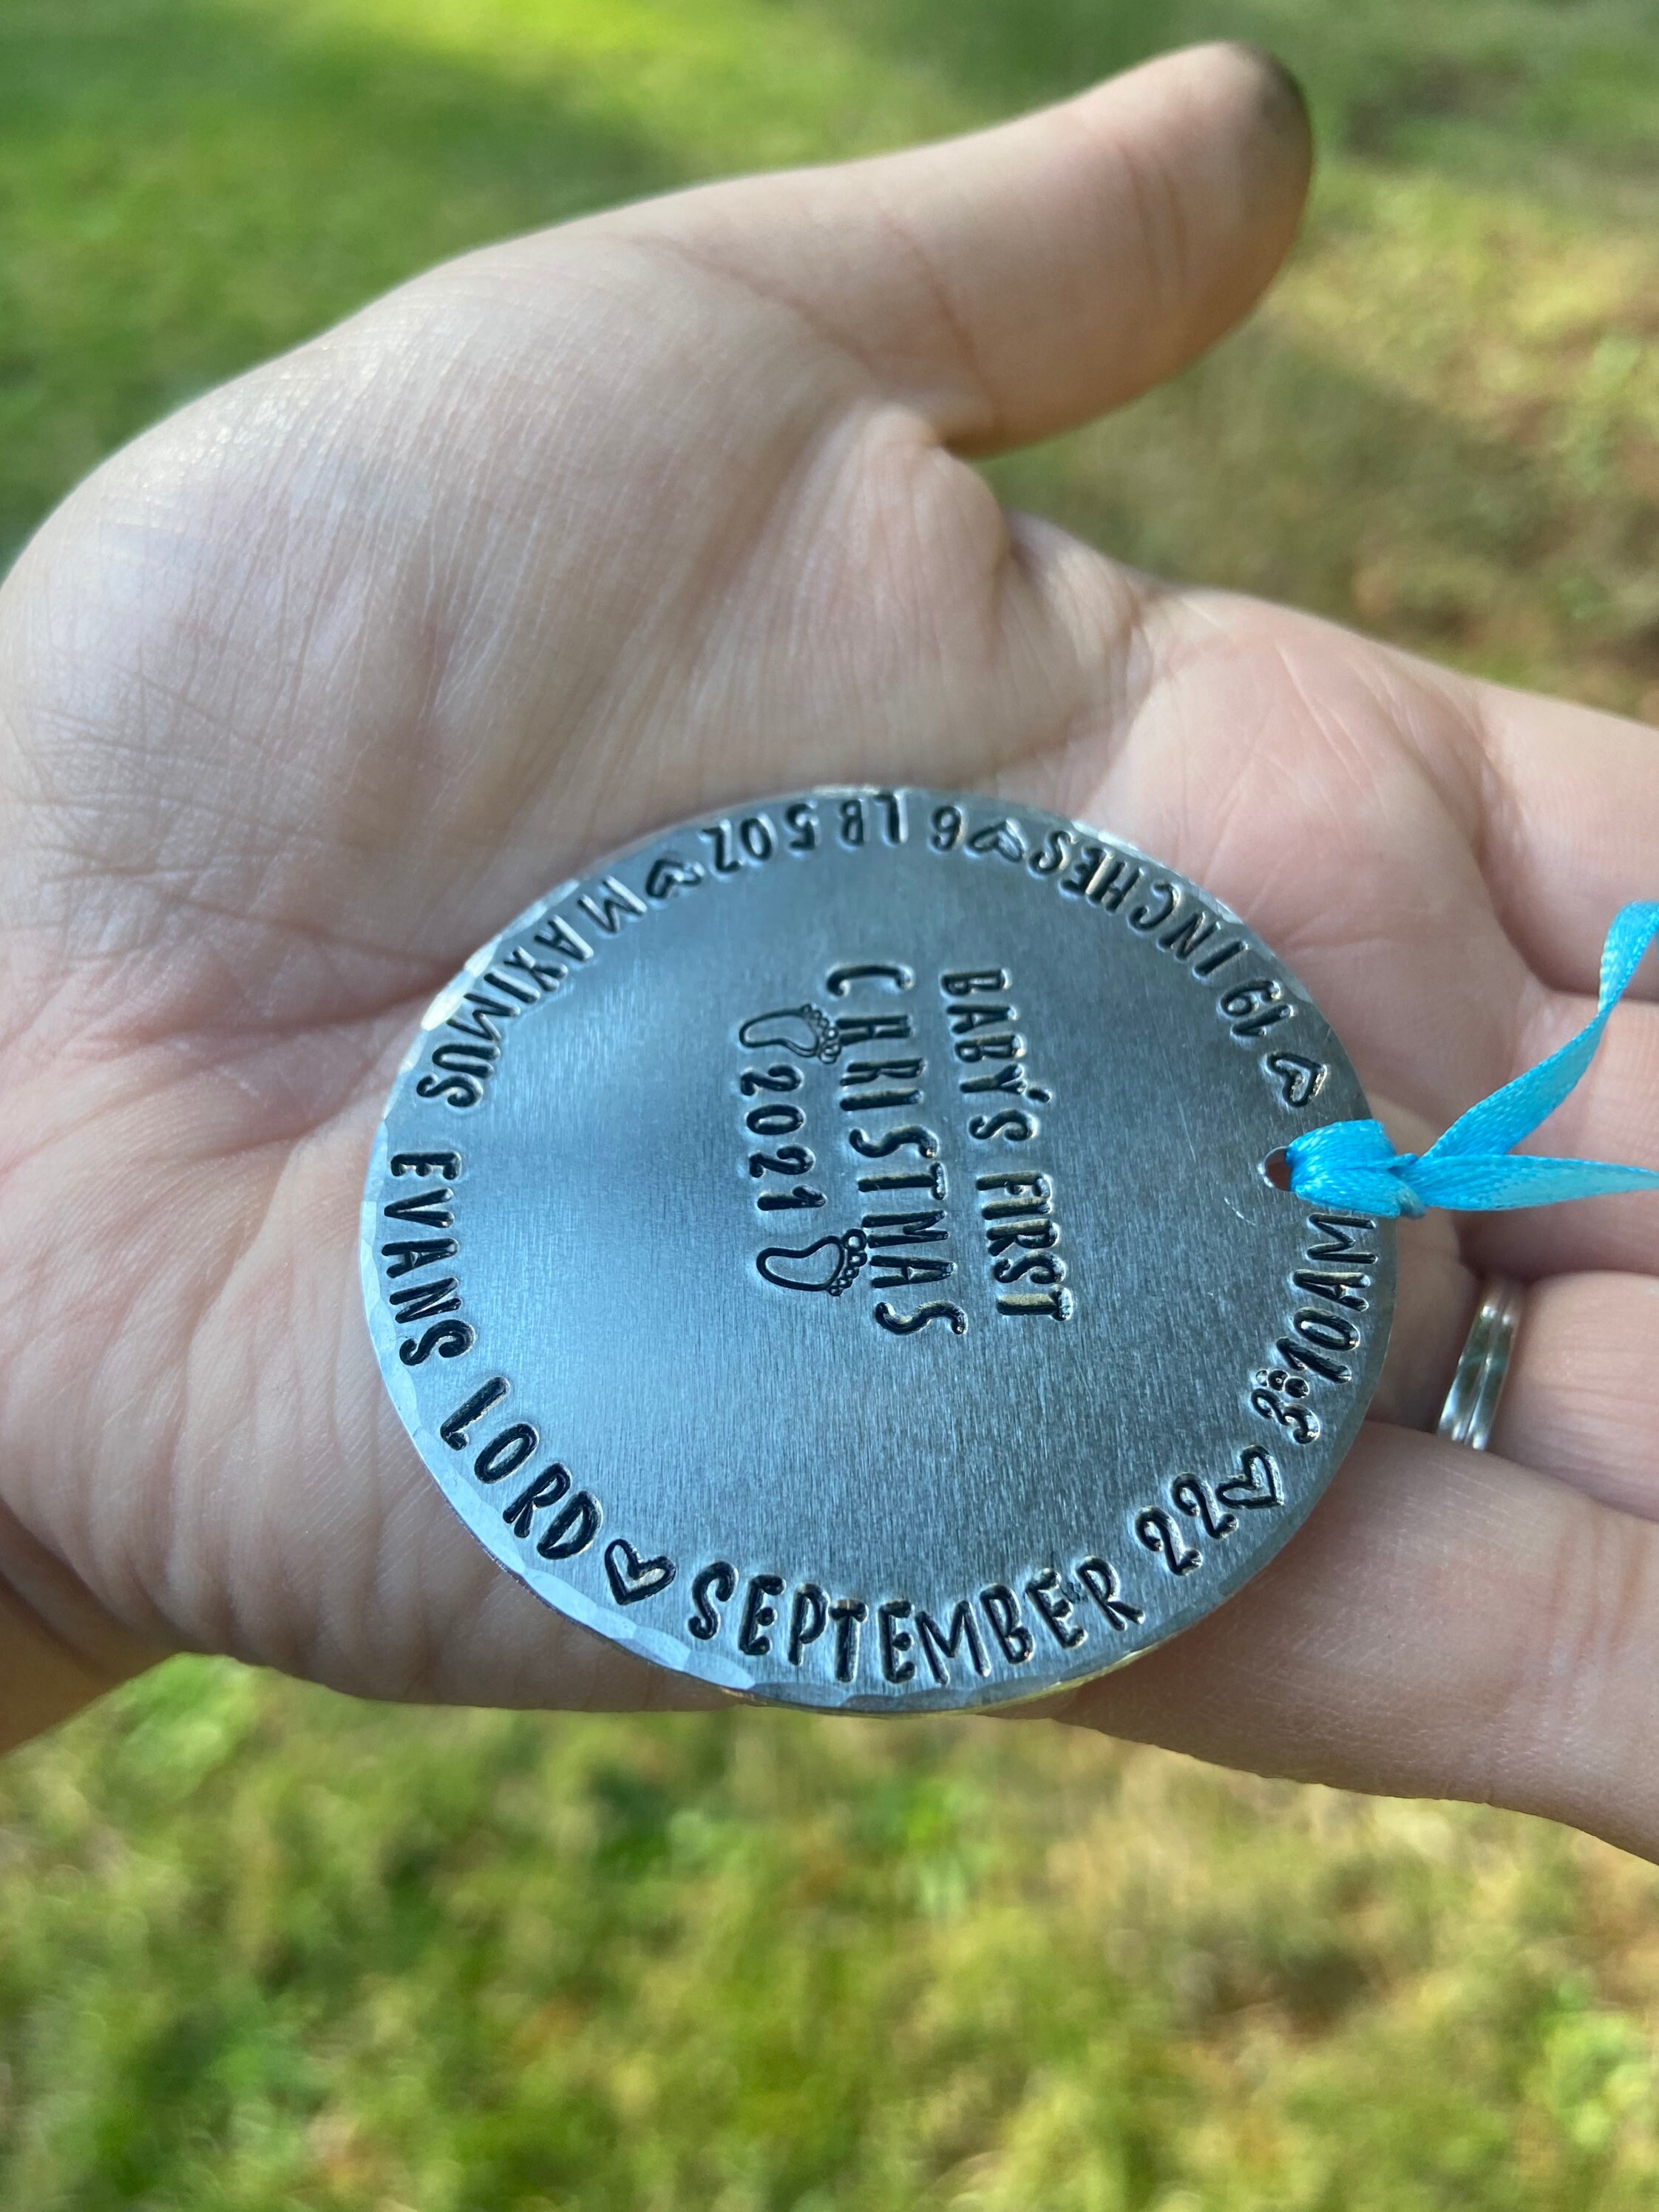 BABY'S FIRST
CHRISTMAS
2021
MAXIMUS EVANS LORD ♡ SEPTEMBER 22 ♡ 3:10AM ♡ 19 INCHES ♡ 6 LB 5 OZ ♡